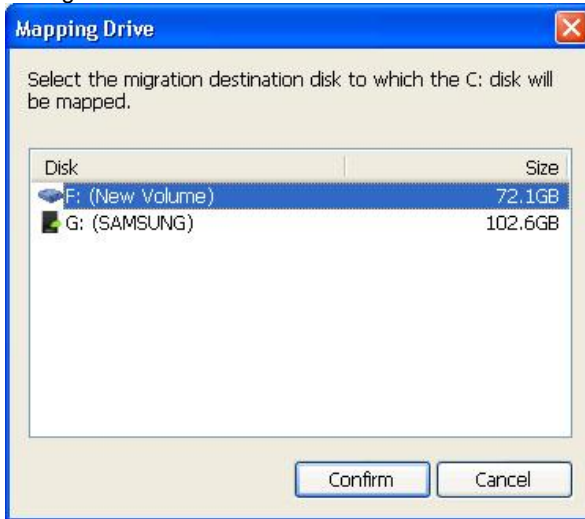 Mapping Drive
Select the migration destination disk to which the C: disk will
be mapped.
Disk Size
F: (New Volume) 72.1GB
G: (SAMSUNG) 102.6GB
Confirm Cancel